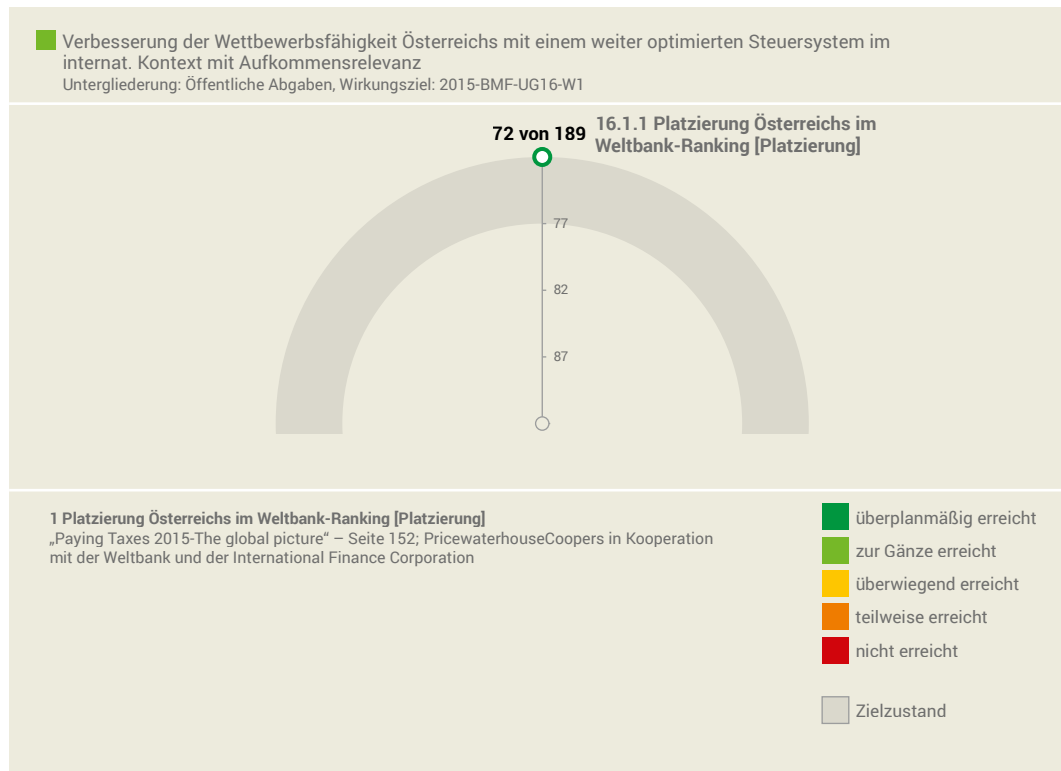 Verbesserung der Wettbewerbsfähigkeit Österreichs mit einem weiter optimierten Steuersystem im
internat. Kontext mit Aufkommensrelevanz
Untergliederung: Öffentliche Abgaben, Wirkungsziel: 2015-BMF-UG16-W1
72 von 189
16.1.1 Platzierung Österreichs im
Weltbank-Ranking [Platzierung]
77
82
87
1 Platzierung Österreichs im Weltbank-Ranking [Platzierung]
„Paying Taxes 2015-The global picture“ – Seite 152; PricewaterhouseCoopers in Kooperation
mit der Weltbank und der International Finance Corporation
überplanmäßig erreicht
zur Gänze erreicht
überwiegend erreicht
teilweise erreicht
nicht erreicht
Zielzustand